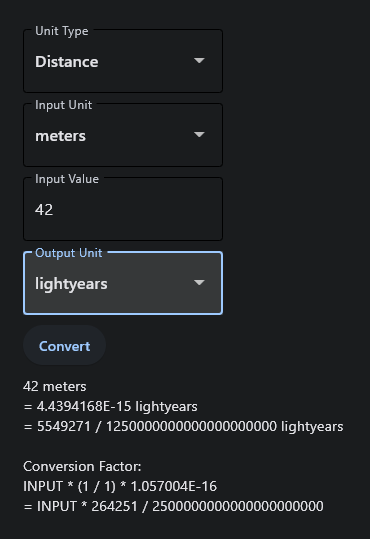 Unit Type
Distance
Input Unit
meters
Input Value
42
Output Unit
lightyears
Convert
42 meters
= 4.4394168E-15 lightyears
= 5549271 / 1250000000000000000000 lightyears
Conversion Factor:
INPUT * (1 / 1) * 1.057004E-16
= INPUT * 264251 / 2500000000000000000000